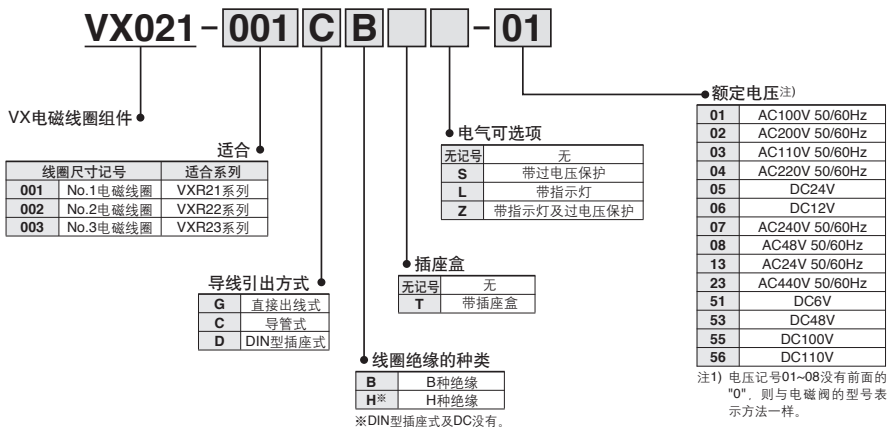 VX021-001CB□□-01
VX电磁线圈组件
适合
线圈尺寸记号 适合系列
001 No.1电磁线圈 VXR21系列
002 No.2电磁线圈 VXR22系列
003 No.3电磁线圈 VXR23系列
导线引出方式
G 直接出线式
C 导管式
D DIN型插座式
线圈绝缘的种类
B B种绝缘
H※ H种绝缘
※DIN型插座式及DC没有。
插座盒
无记号 无
T 带插座盒
电气可选项
无记号 无
S 带过电压保护
L 带指示灯
Z 带指示灯及过电压保护
额定电压注)
01 AC100V 50/60Hz
02 AC200V 50/60Hz
03 AC110V 50/60Hz
04 AC220V 50/60Hz
05 DC24V
06 DC12V
07 AC240V 50/60Hz
08 AC48V 50/60Hz
13 AC24V 50/60Hz
23 AC440V 50/60Hz
51 DC6V
53 DC48V
55 DC100V
56 DC110V
注1) 电压记号01~08没有前面的
"0"，则与电磁阀的型号表
示方法一样。